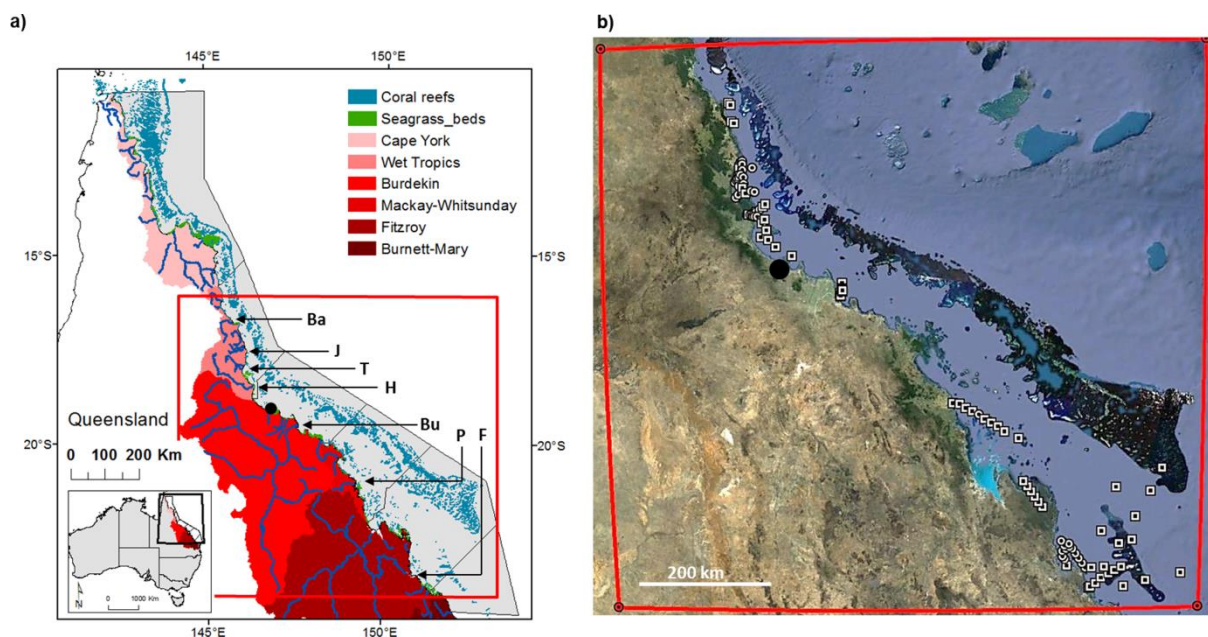 a)
145°E
150°E
Coral reefs
Seagrass_beds
Cape York
Wet Tropics
Burdekin
Mackay-Whitsunday
Fitzroy
Burnett-Mary
15°S
15°S
Ba
J
T
H
Bu
P
F
Queensland
0 100 200 Km
20°S
20°S
N
0 1000 Km
145°E
150°E
b)
200 km